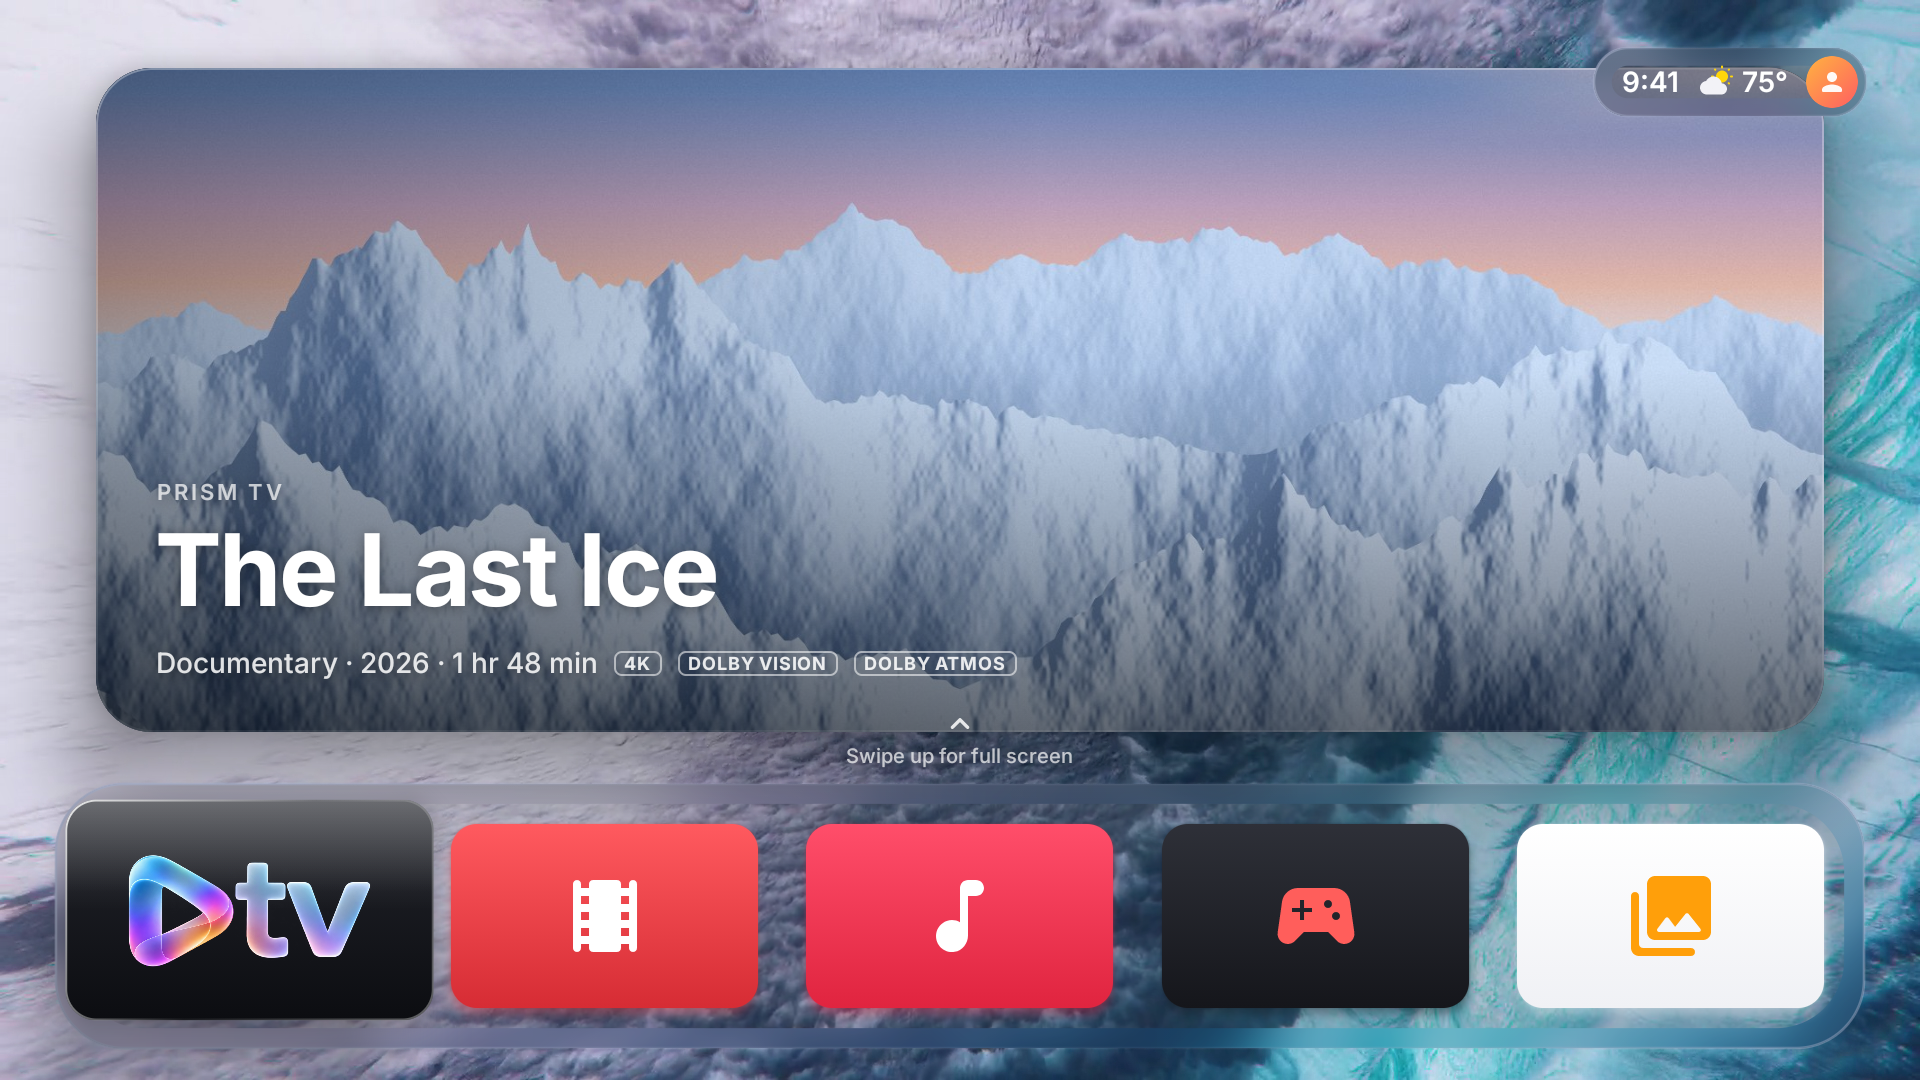 9:41 75°
PRISM TV
The Last Ice
Documentary · 2026 · 1 hr 48 min 4K DOLBY VISION DOLBY ATMOS
Swipe up for full screen
tv